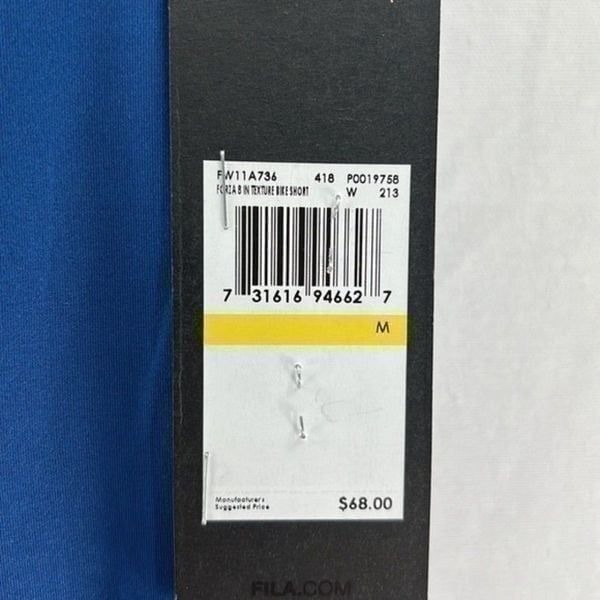 FW11A736 418 P0019758
FORZA 8 IN TEXTURE BIKE SHORT W 213
7 31616 94662 7
M
Manufacturers
Suggested Price $68.00
FILA.COM